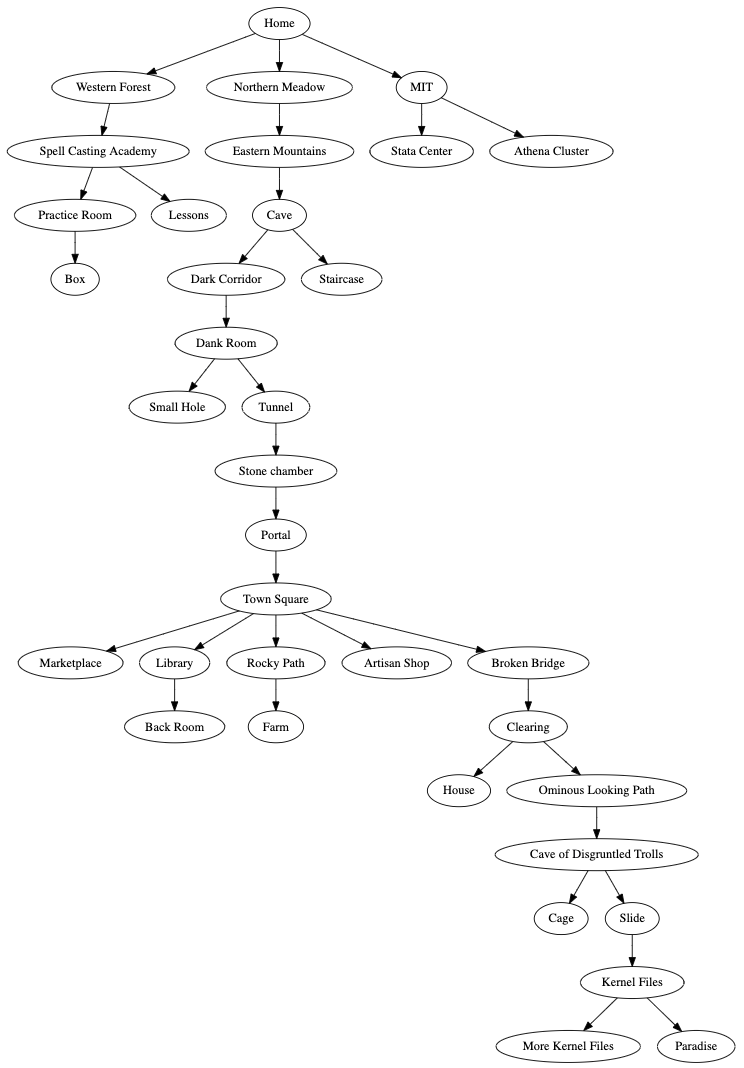 Home
Western Forest
Northern Meadow
MIT
Spell Casting Academy
Eastern Mountains
Stata Center
Athena Cluster
Practice Room
Lessons
Cave
Box
Dark Corridor
Staircase
Dank Room
Small Hole
Tunnel
Stone chamber
Portal
Town Square
Marketplace
Library
Rocky Path
Artisan Shop
Broken Bridge
Back Room
Farm
Clearing
House
Ominous Looking Path
Cave of Disgruntled Trolls
Cage
Slide
Kernel Files
More Kernel Files
Paradise